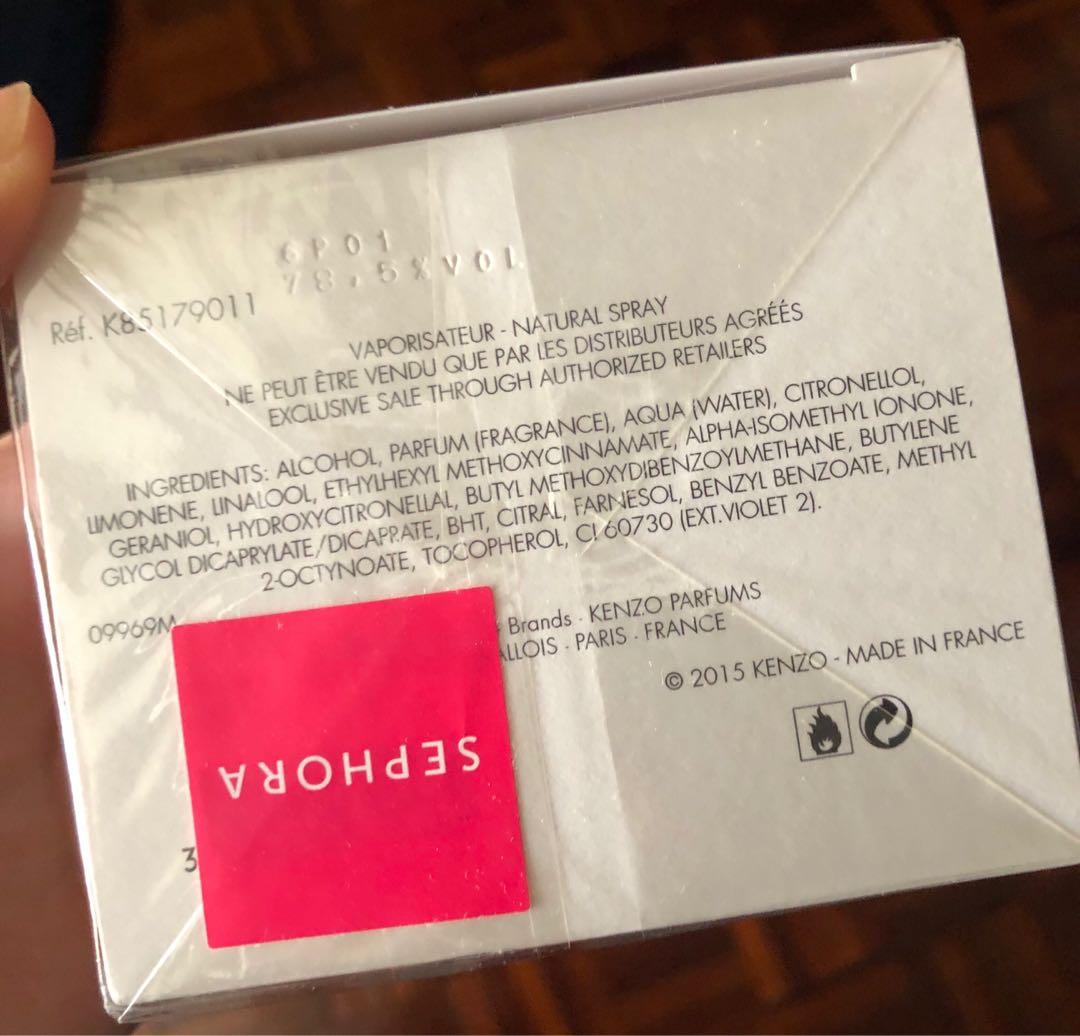 6P01
78,5%VOL
Réf. K85179011
VAPORISATEUR - NATURAL SPRAY
NE PEUT ÊTRE VENDU QUE PAR LES DISTRIBUTEURS AGRÉÉS
EXCLUSIVE SALE THROUGH AUTHORIZED RETAILERS
INGREDIENTS: ALCOHOL, PARFUM (FRAGRANCE), AQUA (WATER), CITRONELLOL,
LIMONENE, LINALOOL, ETHYLHEXYL METHOXYCINNAMATE, ALPHA-ISOMETHYL IONONE,
GERANIOL, HYDROXYCITRONELLAL, BUTYL METHOXYDIBENZOYLMETHANE, BUTYLENE
GLYCOL DICAPRYLATE/DICAPRATE, BHT, CITRAL, FARNESOL, BENZYL BENZOATE, METHYL
2-OCTYNOATE, TOCOPHEROL, CI 60730 (EXT.VIOLET 2).
09969M
Brands - KENZO PARFUMS
ALLOIS - PARIS - FRANCE
© 2015 KENZO - MADE IN FRANCE
SEPHORA
3